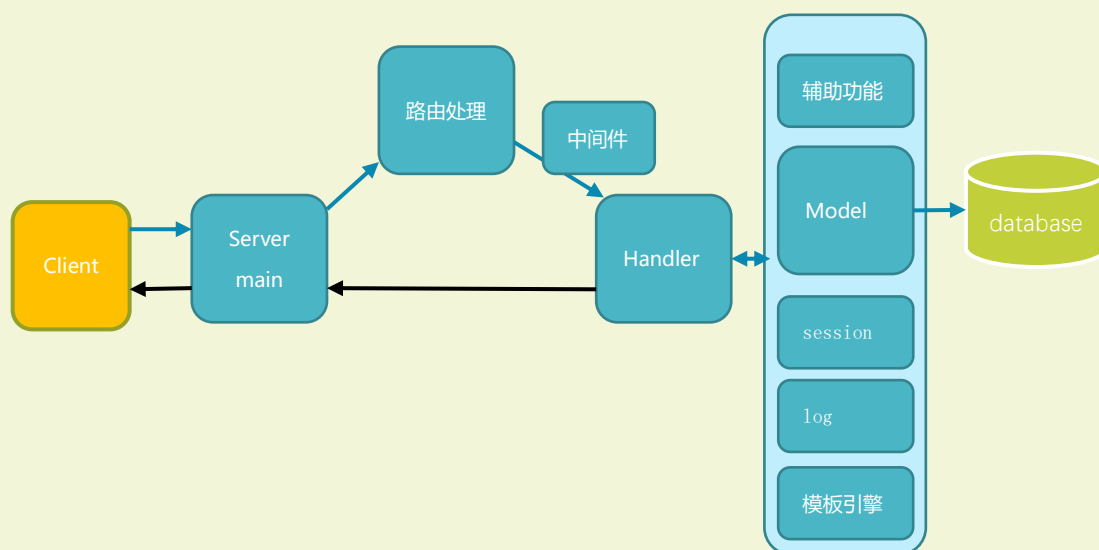 Client
Server
main
路由处理
中间件
Handler
辅助功能
Model
session
log
模板引擎
database